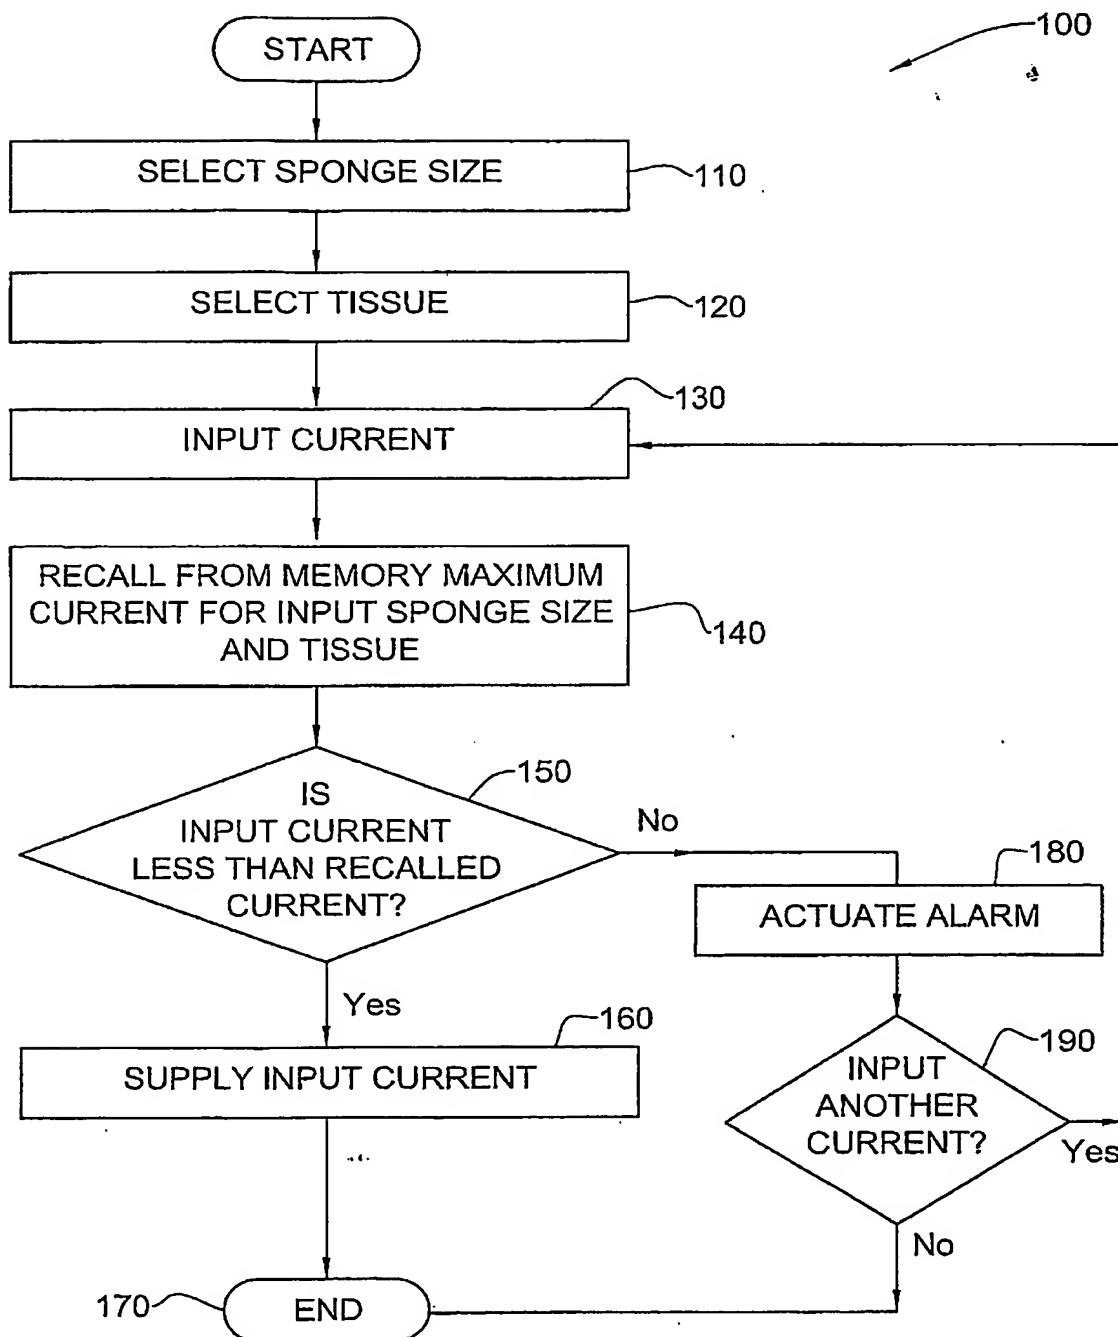 100
START
SELECT SPONGE SIZE
110
SELECT TISSUE
120
130
INPUT CURRENT
RECALL FROM MEMORY MAXIMUM
CURRENT FOR INPUT SPONGE SIZE
AND TISSUE
140
150
IS
INPUT CURRENT
LESS THAN RECALLED
CURRENT?
No
Yes
180
ACTUATE ALARM
160
SUPPLY INPUT CURRENT
190
INPUT
ANOTHER
CURRENT?
Yes
No
170
END